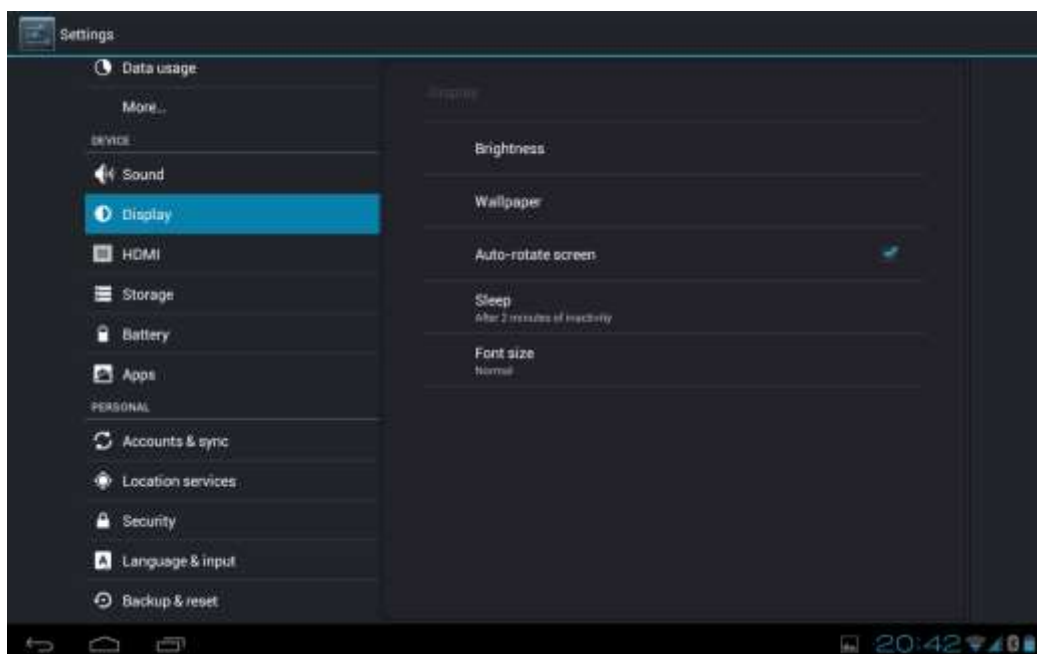 Settings
Data usage
More...
DEVICE
Sound
Display
HDMI
Storage
Battery
Apps
PERSONAL
Accounts & sync
Location services
Security
Language & input
Backup & reset
Display
Brightness
Wallpaper
Auto-rotate screen
Sleep
After 2 minutes of inactivity
Font size
Normal
20:42